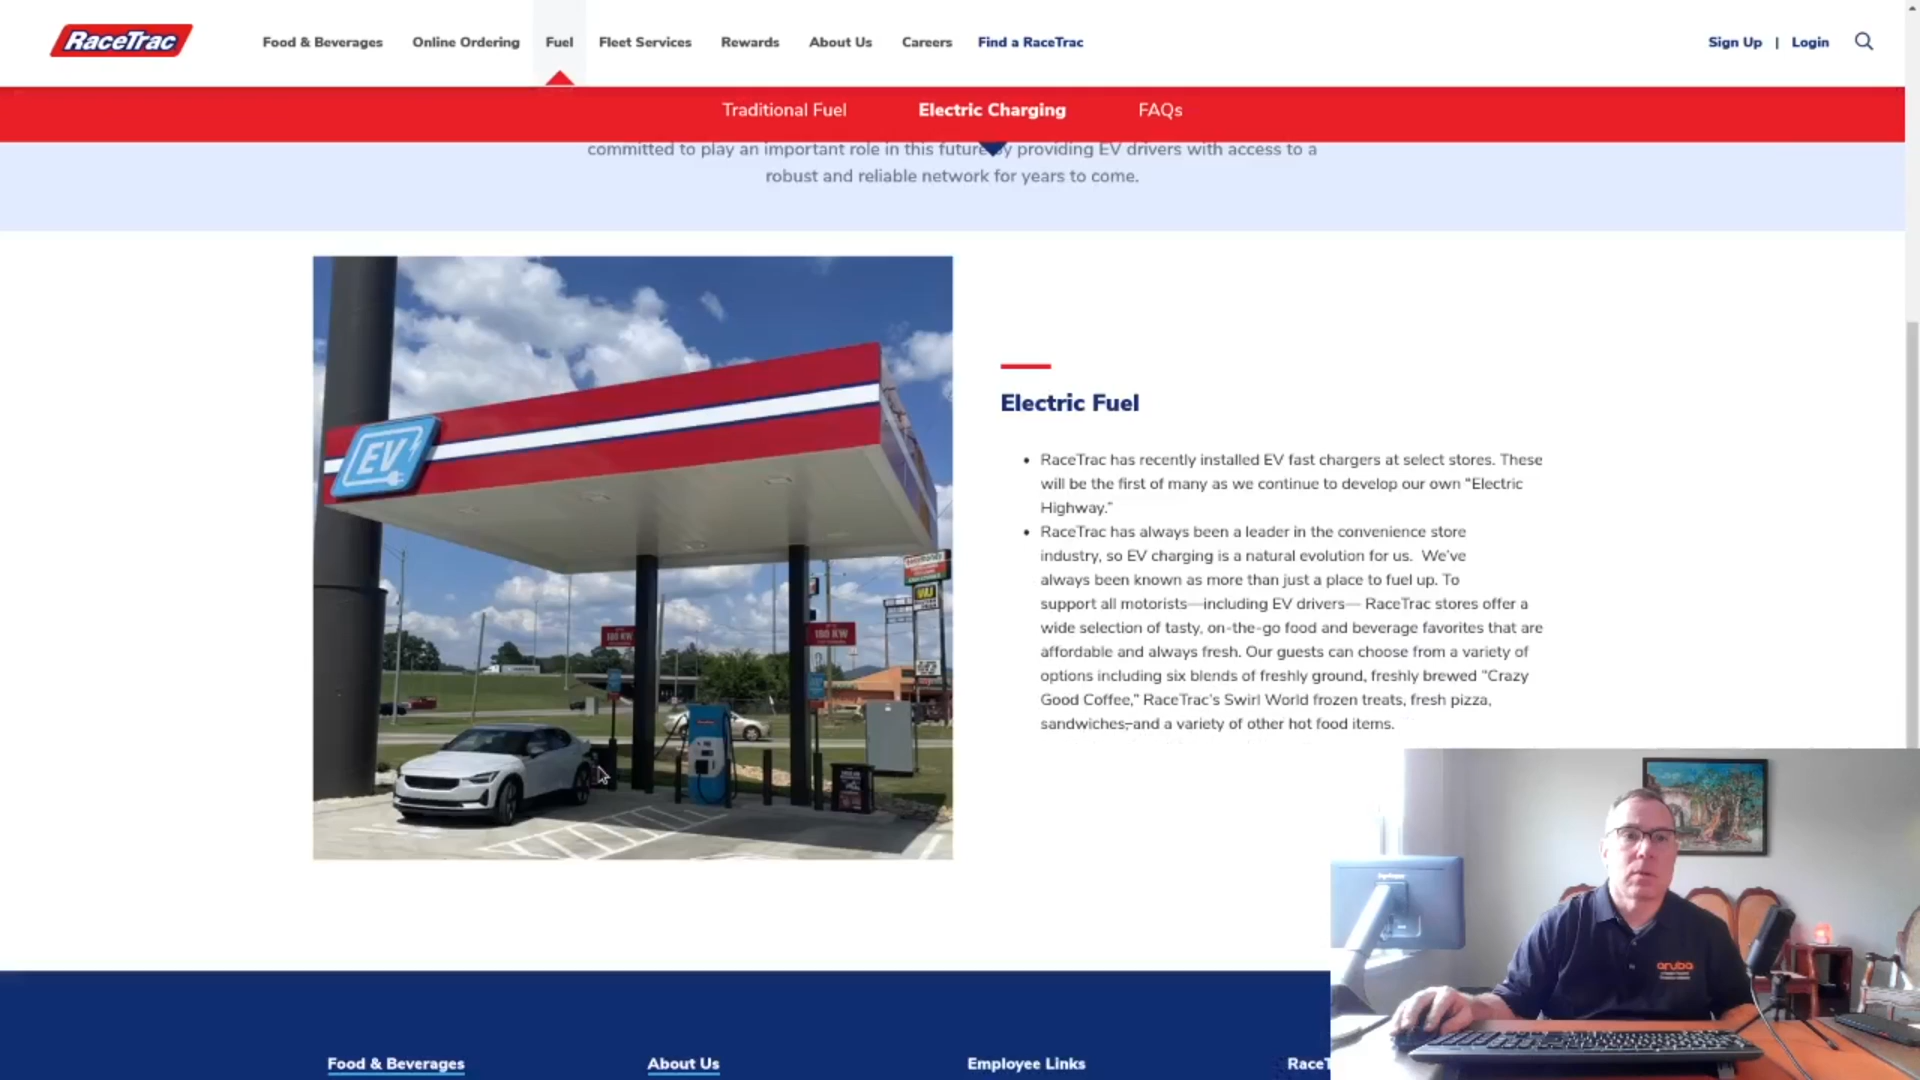 RaceTrac
Food & Beverages
Online Ordering
Fuel
Fleet Services
Rewards
About Us
Careers
Find a RaceTrac
Sign Up | Login
Traditional Fuel
Electric Charging
FAQs
committed to play an important role in this future by providing EV drivers with access to a
robust and reliable network for years to come.
EV
180 KW
180 KW
Electric Fuel
• RaceTrac has recently installed EV fast chargers at select stores. These
will be the first of many as we continue to develop our own “Electric
Highway.”
• RaceTrac has always been a leader in the convenience store
industry, so EV charging is a natural evolution for us. We’ve
always been known as more than just a place to fuel up. To
support all motorists—including EV drivers— RaceTrac stores offer a
wide selection of tasty, on-the-go food and beverage favorites that are
affordable and always fresh. Our guests can choose from a variety of
options including six blends of freshly ground, freshly brewed “Crazy
Good Coffee,” RaceTrac’s Swirl World frozen treats, fresh pizza,
sandwiches,–and a variety of other hot food items.
aruba
Food & Beverages
About Us
Employee Links
RaceT